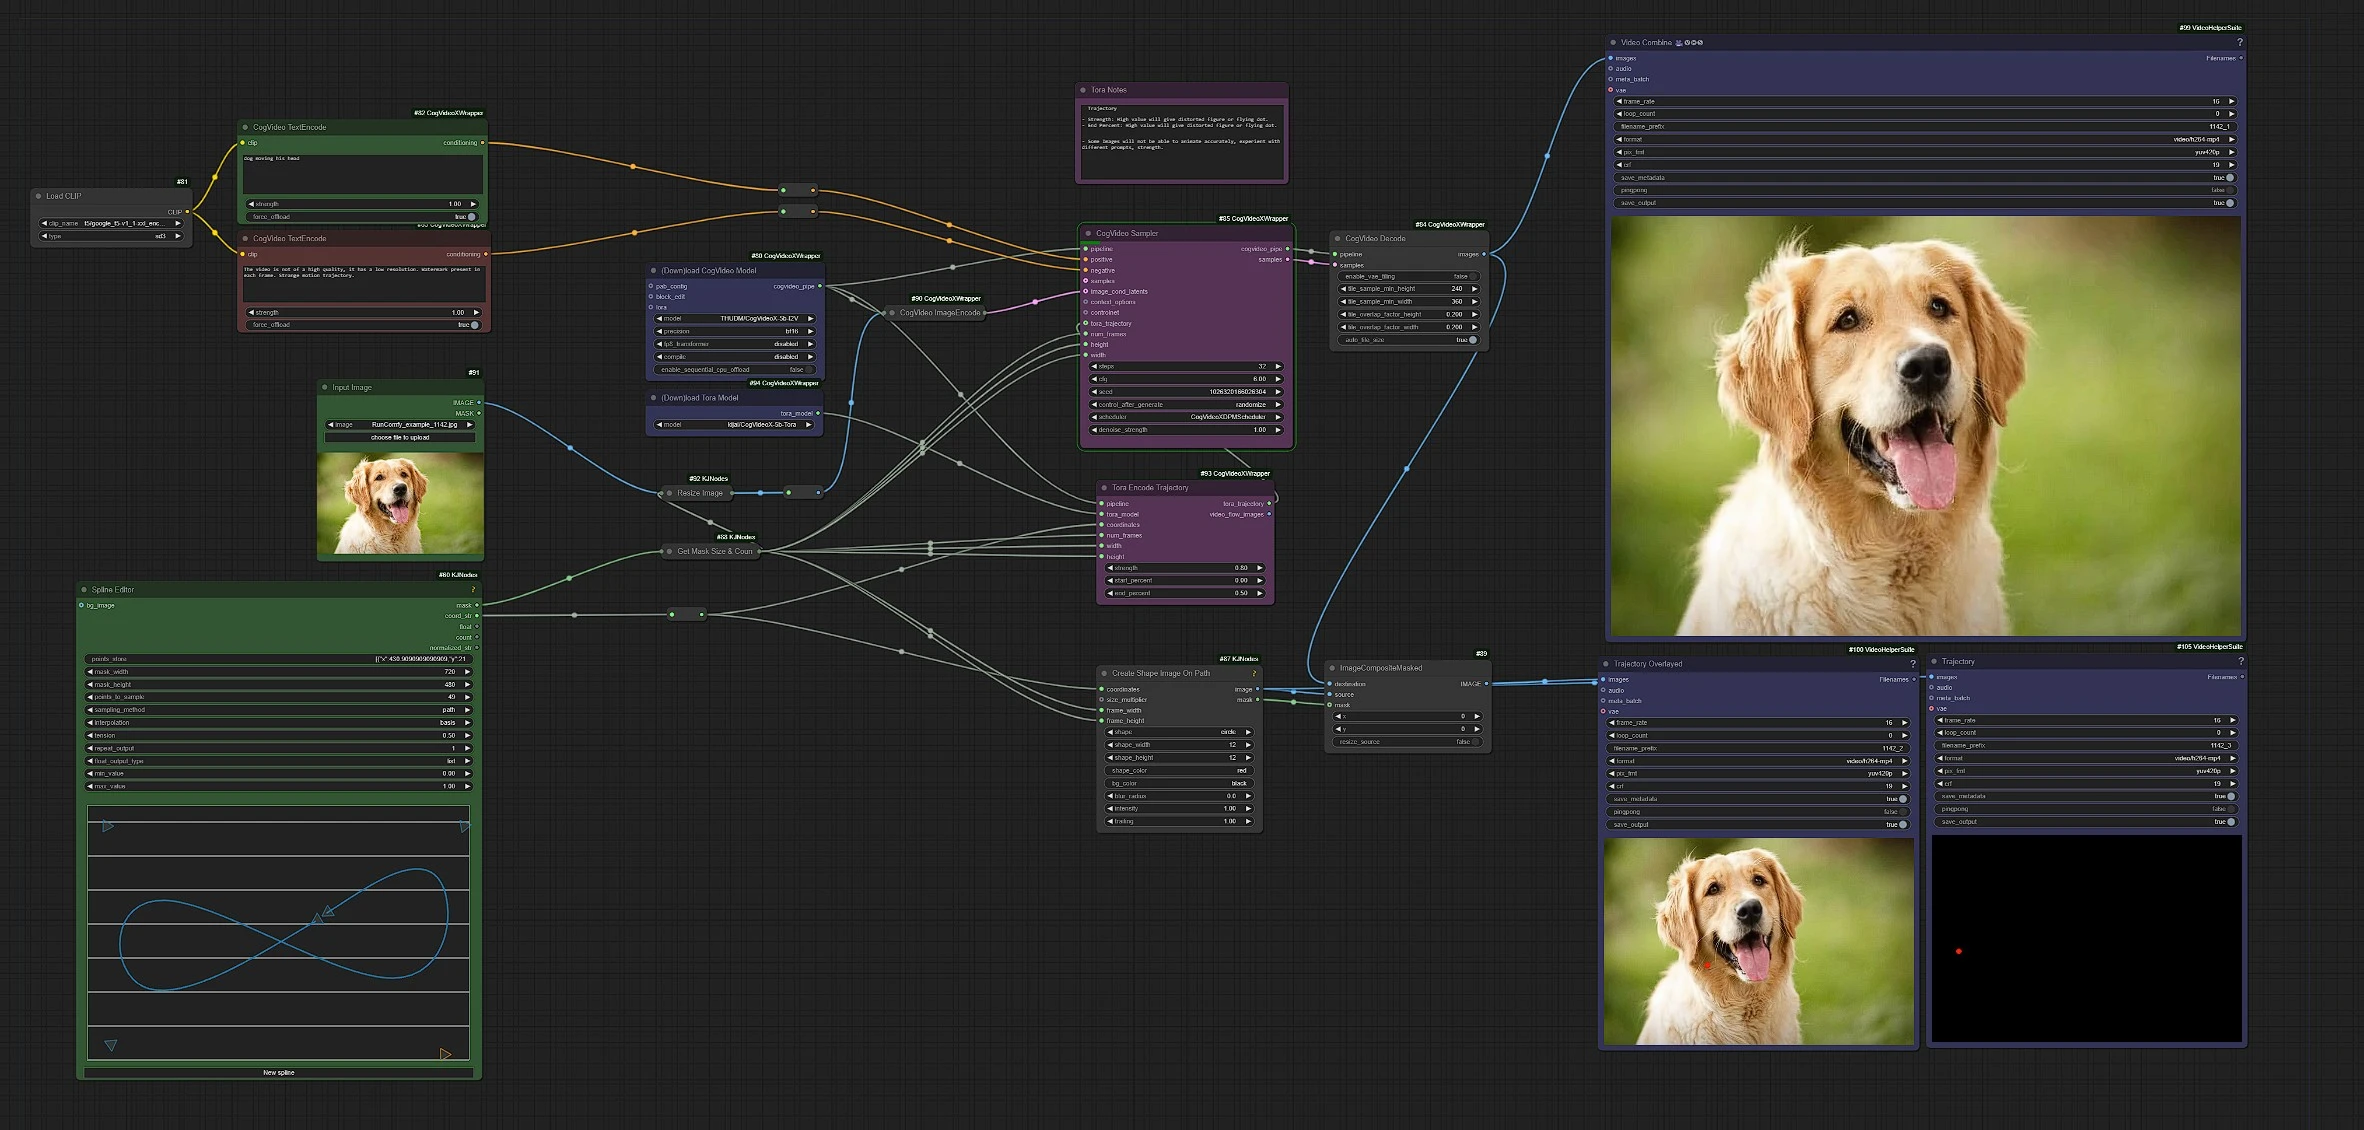 #81
Load CLIP
CLIP
clip_name t5/google_t5-v1_1-xxl_enc...
type sd3
#82 CogVideoXWrapper
CogVideo TextEncode
clip conditioning
dog moving his head
strength 1.00
force_offload true
CogVideo TextEncode
clip conditioning
The video is not of a high quality, it has a low resolution. Watermark present in
each frame. Strange motion trajectory.
strength 1.00
force_offload true
#91
Input Image
IMAGE
MASK
image RunComfy_example_1142.jpg
choose file to upload
#60 KJNodes
Spline Editor ?
bg_image mask
coord_str
float
count
normalized_str
points_store [{"x":430.9090909090909,"y":21
mask_width 720
mask_height 480
points_to_sample 49
sampling_method path
interpolation basis
tension 0.50
repeat_output 1
float_output_type list
min_value 0.00
max_value 1.00
New spline
#80 CogVideoXWrapper
(Down)load CogVideo Model
pab_config cogvideo_pipe
block_edit
lora
model THUDM/CogVideoX-5b-I2V
precision bf16
fp8_transformer disabled
compile disabled
enable_sequential_cpu_offload false
#94 CogVideoXWrapper
(Down)load Tora Model
tora_model
model kijai/CogVideoX-5b-Tora
#92 KJNodes
Resize Image
#88 KJNodes
Get Mask Size & Coun
#90 CogVideoXWrapper
CogVideo ImageEncode
Tora Notes
Trajectory
- Strength: High value will give distorted figure or flying dot.
- End Percent: High value will give distorted figure or flying dot.
- Some Images will not be able to animate accurately, experient with
different prompts, strength.
#85 CogVideoXWrapper
CogVideo Sampler
pipeline cogvideo_pipe
positive samples
negative
samples
image_cond_latents
context_options
controlnet
tora_trajectory
num_frames
height
width
steps 32
cfg 6.00
seed
control_after_generate randomize
scheduler CogVideoXDPMScheduler
denoise_strength 1.00
#93 CogVideoXWrapper
Tora Encode Trajectory
pipeline tora_trajectory
tora_model video_flow_images
coordinates
num_frames
width
height
strength 0.80
start_percent 0.00
end_percent 0.50
#87 KJNodes
Create Shape Image On Path ?
coordinates image
size_multiplier mask
frame_width
frame_height
shape circle
shape_width 12
shape_height 12
shape_color red
bg_color black
blur_radius 0.0
intensity 1.00
trailing 1.00
#84 CogVideoXWrapper
CogVideo Decode
pipeline images
samples
enable_vae_tiling false
tile_sample_min_height 240
tile_sample_min_width 360
tile_overlap_factor_height 0.200
tile_overlap_factor_width 0.200
auto_tile_size true
#89
ImageCompositeMasked
destination IMAGE
source
mask
x 0
y 0
resize_source false
#99 VideoHelperSuite
Video Combine ?
images Filenames
audio
meta_batch
vae
frame_rate 16
loop_count 0
filename_prefix 1142_1
format video/h264-mp4
pix_fmt yuv420p
crf 19
save_metadata true
pingpong false
save_output true
#100 VideoHelperSuite
Trajectory Overlayed ?
images Filenames
audio
meta_batch
vae
frame_rate 16
loop_count 0
filename_prefix 1142_2
format video/h264-mp4
pix_fmt yuv420p
crf 19
save_metadata true
pingpong false
save_output true
#105 VideoHelperSuite
Trajectory ?
images Filenames
audio
meta_batch
vae
frame_rate 16
loop_count 0
filename_prefix 1142_3
format video/h264-mp4
pix_fmt yuv420p
crf 19
save_metadata true
pingpong false
save_output true